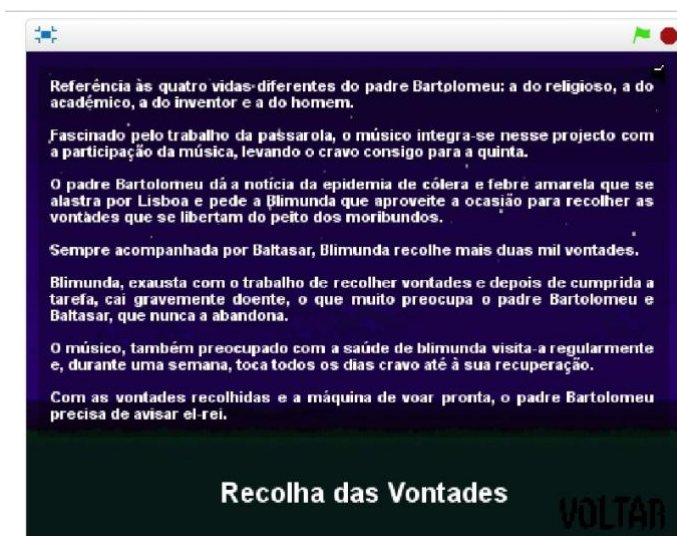 Referência às quatro vidas diferentes do padre Bartolomeu: a do religioso, a do
académico, a do inventor e a do homem.
Fascinado pelo trabalho da passarola, o músico integra-se nesse projecto com
a participação da música, levando o cravo consigo para a quinta.
O padre Bartolomeu dá a notícia da epidemia de cólera e febre amarela que se
alastra por Lisboa e pede a Blimunda que aproveite a ocasião para recolher as
vontades que se libertam do peito dos moribundos.
Sempre acompanhada por Baltasar, Blimunda recolhe mais duas mil vontades.
Blimunda, exausta com o trabalho de recolher vontades e depois de cumprida a
tarefa, cai gravemente doente, o que muito preocupa o padre Bartolomeu e
Baltasar, que nunca a abandona.
O músico, também preocupado com a saúde de blimunda visita-a regularmente
e, durante uma semana, toca todos os dias cravo até à sua recuperação.
Com as vontades recolhidas e a máquina de voar pronta, o padre Bartolomeu
precisa de avisar el-rei.
Recolha das Vontades
VOLTAR